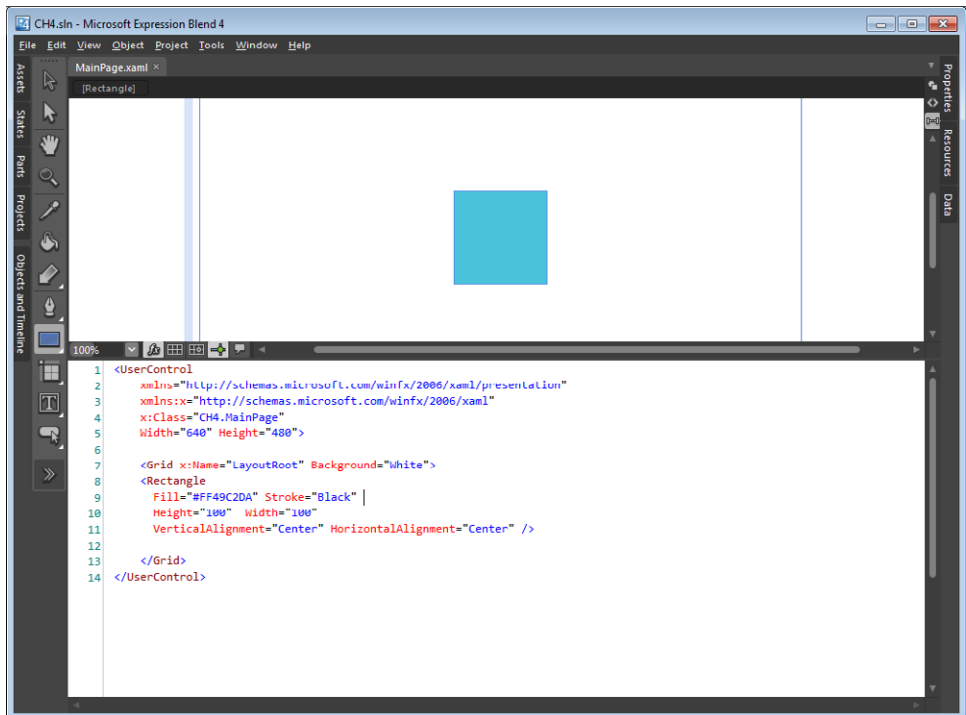 CH4.sln - Microsoft Expression Blend 4
File Edit View Object Project Tools Window Help
MainPage.xaml ×
[Rectangle]
Assets
States
Parts
Projects
Objects and Timeline
Properties
Resources
Data
100%
1 <UserControl
2 xmlns="http://schemas.microsoft.com/winfx/2006/xaml/presentation"
3 xmlns:x="http://schemas.microsoft.com/winfx/2006/xaml"
4 x:Class="CH4.MainPage"
5 Width="640" Height="480">
6
7 <Grid x:Name="LayoutRoot" Background="White">
8 <Rectangle
9 Fill="#FF49C2DA" Stroke="Black"
10 Height="100" Width="100"
11 VerticalAlignment="Center" HorizontalAlignment="Center" />
12
13 </Grid>
14 </UserControl>